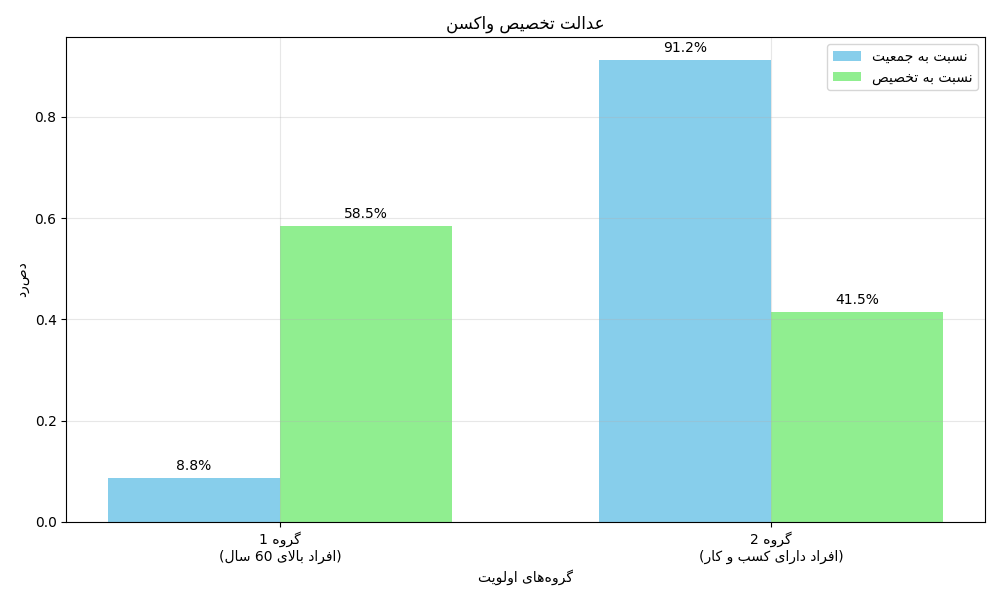 عدالت تخصیص واکسن
91.2%
نسبت به جمعیت
نسبت به تخصیص
0.8
0.6
58.5%
درصد
0.4
41.5%
0.2
8.8%
0.0
گروه 1
(افراد بالای 60 سال)
گروه 2
(افراد دارای کسب و کار)
گروه‌های اولویت